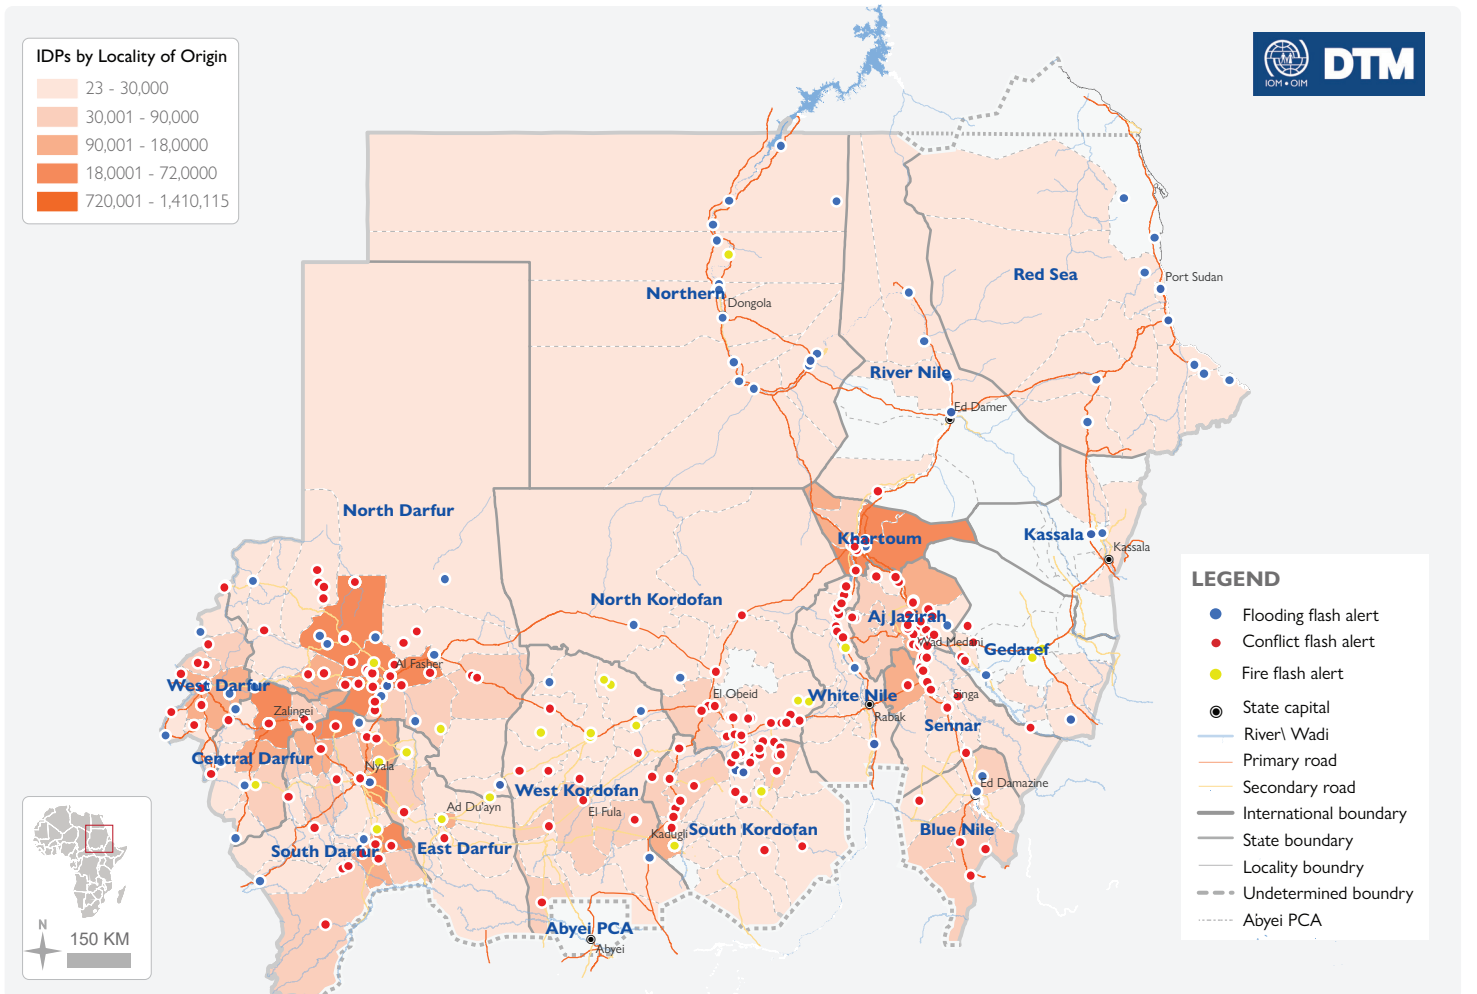 IDPs by Locality of Origin
23 - 30,000
30,001 - 90,000
90,001 - 18,0000
18,0001 - 72,0000
720,001 - 1,410,115
IOM • OIM
DTM
Red Sea
Port Sudan
Northern
Dongola
River Nile
Ed Damer
North Darfur
Khartoum
Kassala
Kassala
North Kordofan
Aj Jazirah
Wad Medani
Gedaref
Al Fasher
West Darfur
El Obeid
White Nile
Singa
Zalingei
Rabak
Sennar
Central Darfur
Nyala
Ed Damazine
West Kordofan
Ad Du'ayn
El Fula
Kadugli
South Kordofan
Blue Nile
South Darfur
East Darfur
Abyei PCA
Abyei
LEGEND
Flooding flash alert
Conflict flash alert
Fire flash alert
State capital
River\ Wadi
Primary road
Secondary road
International boundary
State boundary
Locality boundry
Undetermined boundry
Abyei PCA
N
150 KM